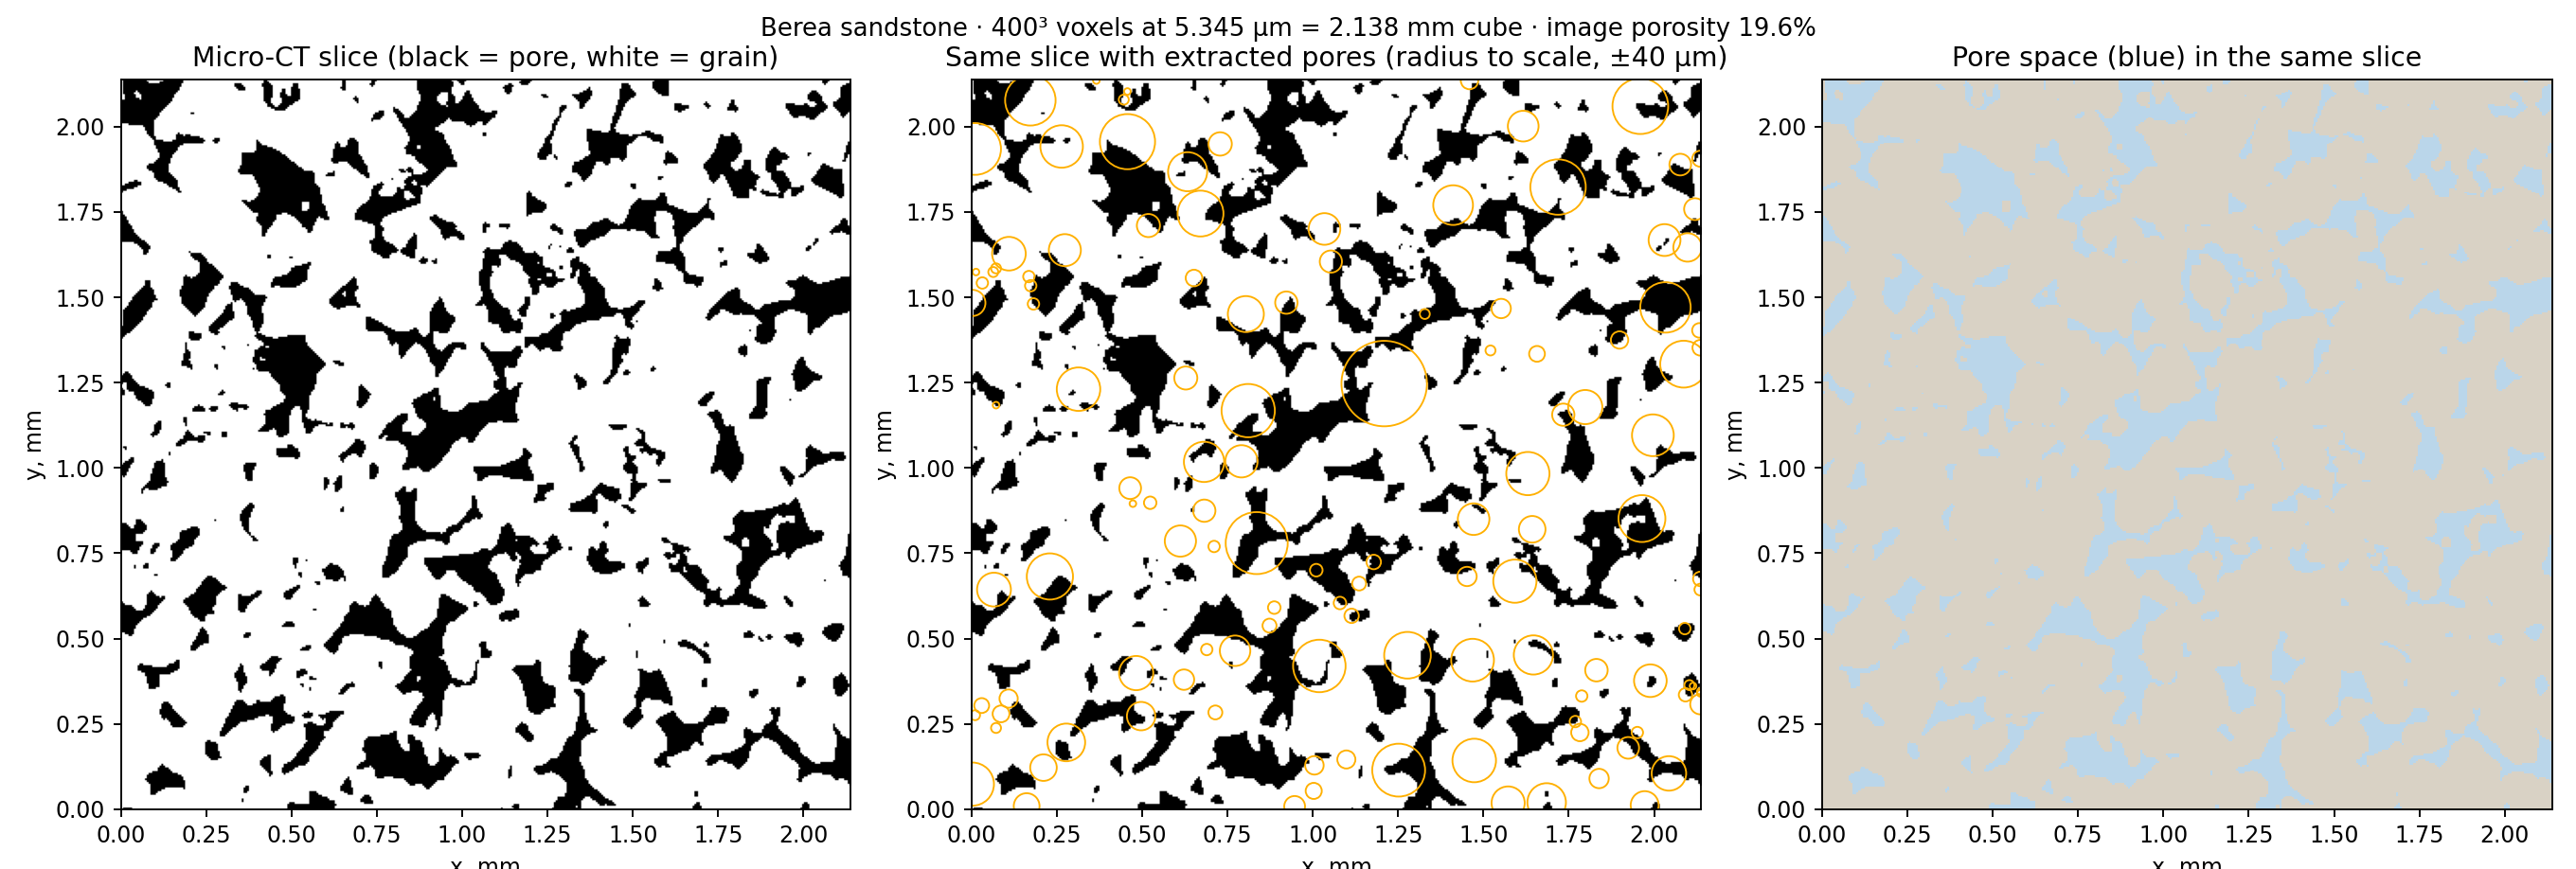 Berea sandstone · 400³ voxels at 5.345 µm = 2.138 mm cube · image porosity 19.6%
Micro-CT slice (black = pore, white = grain)
Same slice with extracted pores (radius to scale, ±40 µm)
Pore space (blue) in the same slice
y, mm
2.00
1.75
1.50
1.25
1.00
0.75
0.50
0.25
0.00
0.00 0.25 0.50 0.75 1.00 1.25 1.50 1.75 2.00
x, mm
y, mm
2.00
1.75
1.50
1.25
1.00
0.75
0.50
0.25
0.00
0.00 0.25 0.50 0.75 1.00 1.25 1.50 1.75 2.00
x, mm
y, mm
2.00
1.75
1.50
1.25
1.00
0.75
0.50
0.25
0.00
0.00 0.25 0.50 0.75 1.00 1.25 1.50 1.75 2.00
x, mm